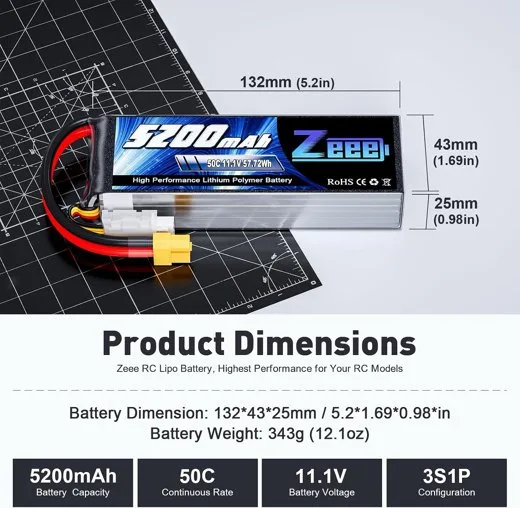 132mm (5.2in)
5200mAh
Zeee
50C 11.1V 57.72Wh
High Performance Lithium Polymer Battery
RoHS CE
43mm
(1.69in)
25mm
(0.98in)
Product Dimensions
Zeee RC Lipo Battery, Highest Performance for Your RC Models
Battery Dimension: 132*43*25mm / 5.2*1.69*0.98*in
Battery Weight: 343g (12.1oz)
5200mAh
Battery Capacity
50C
Continuous Rate
11.1V
Battery Voltage
3S1P
Configuration